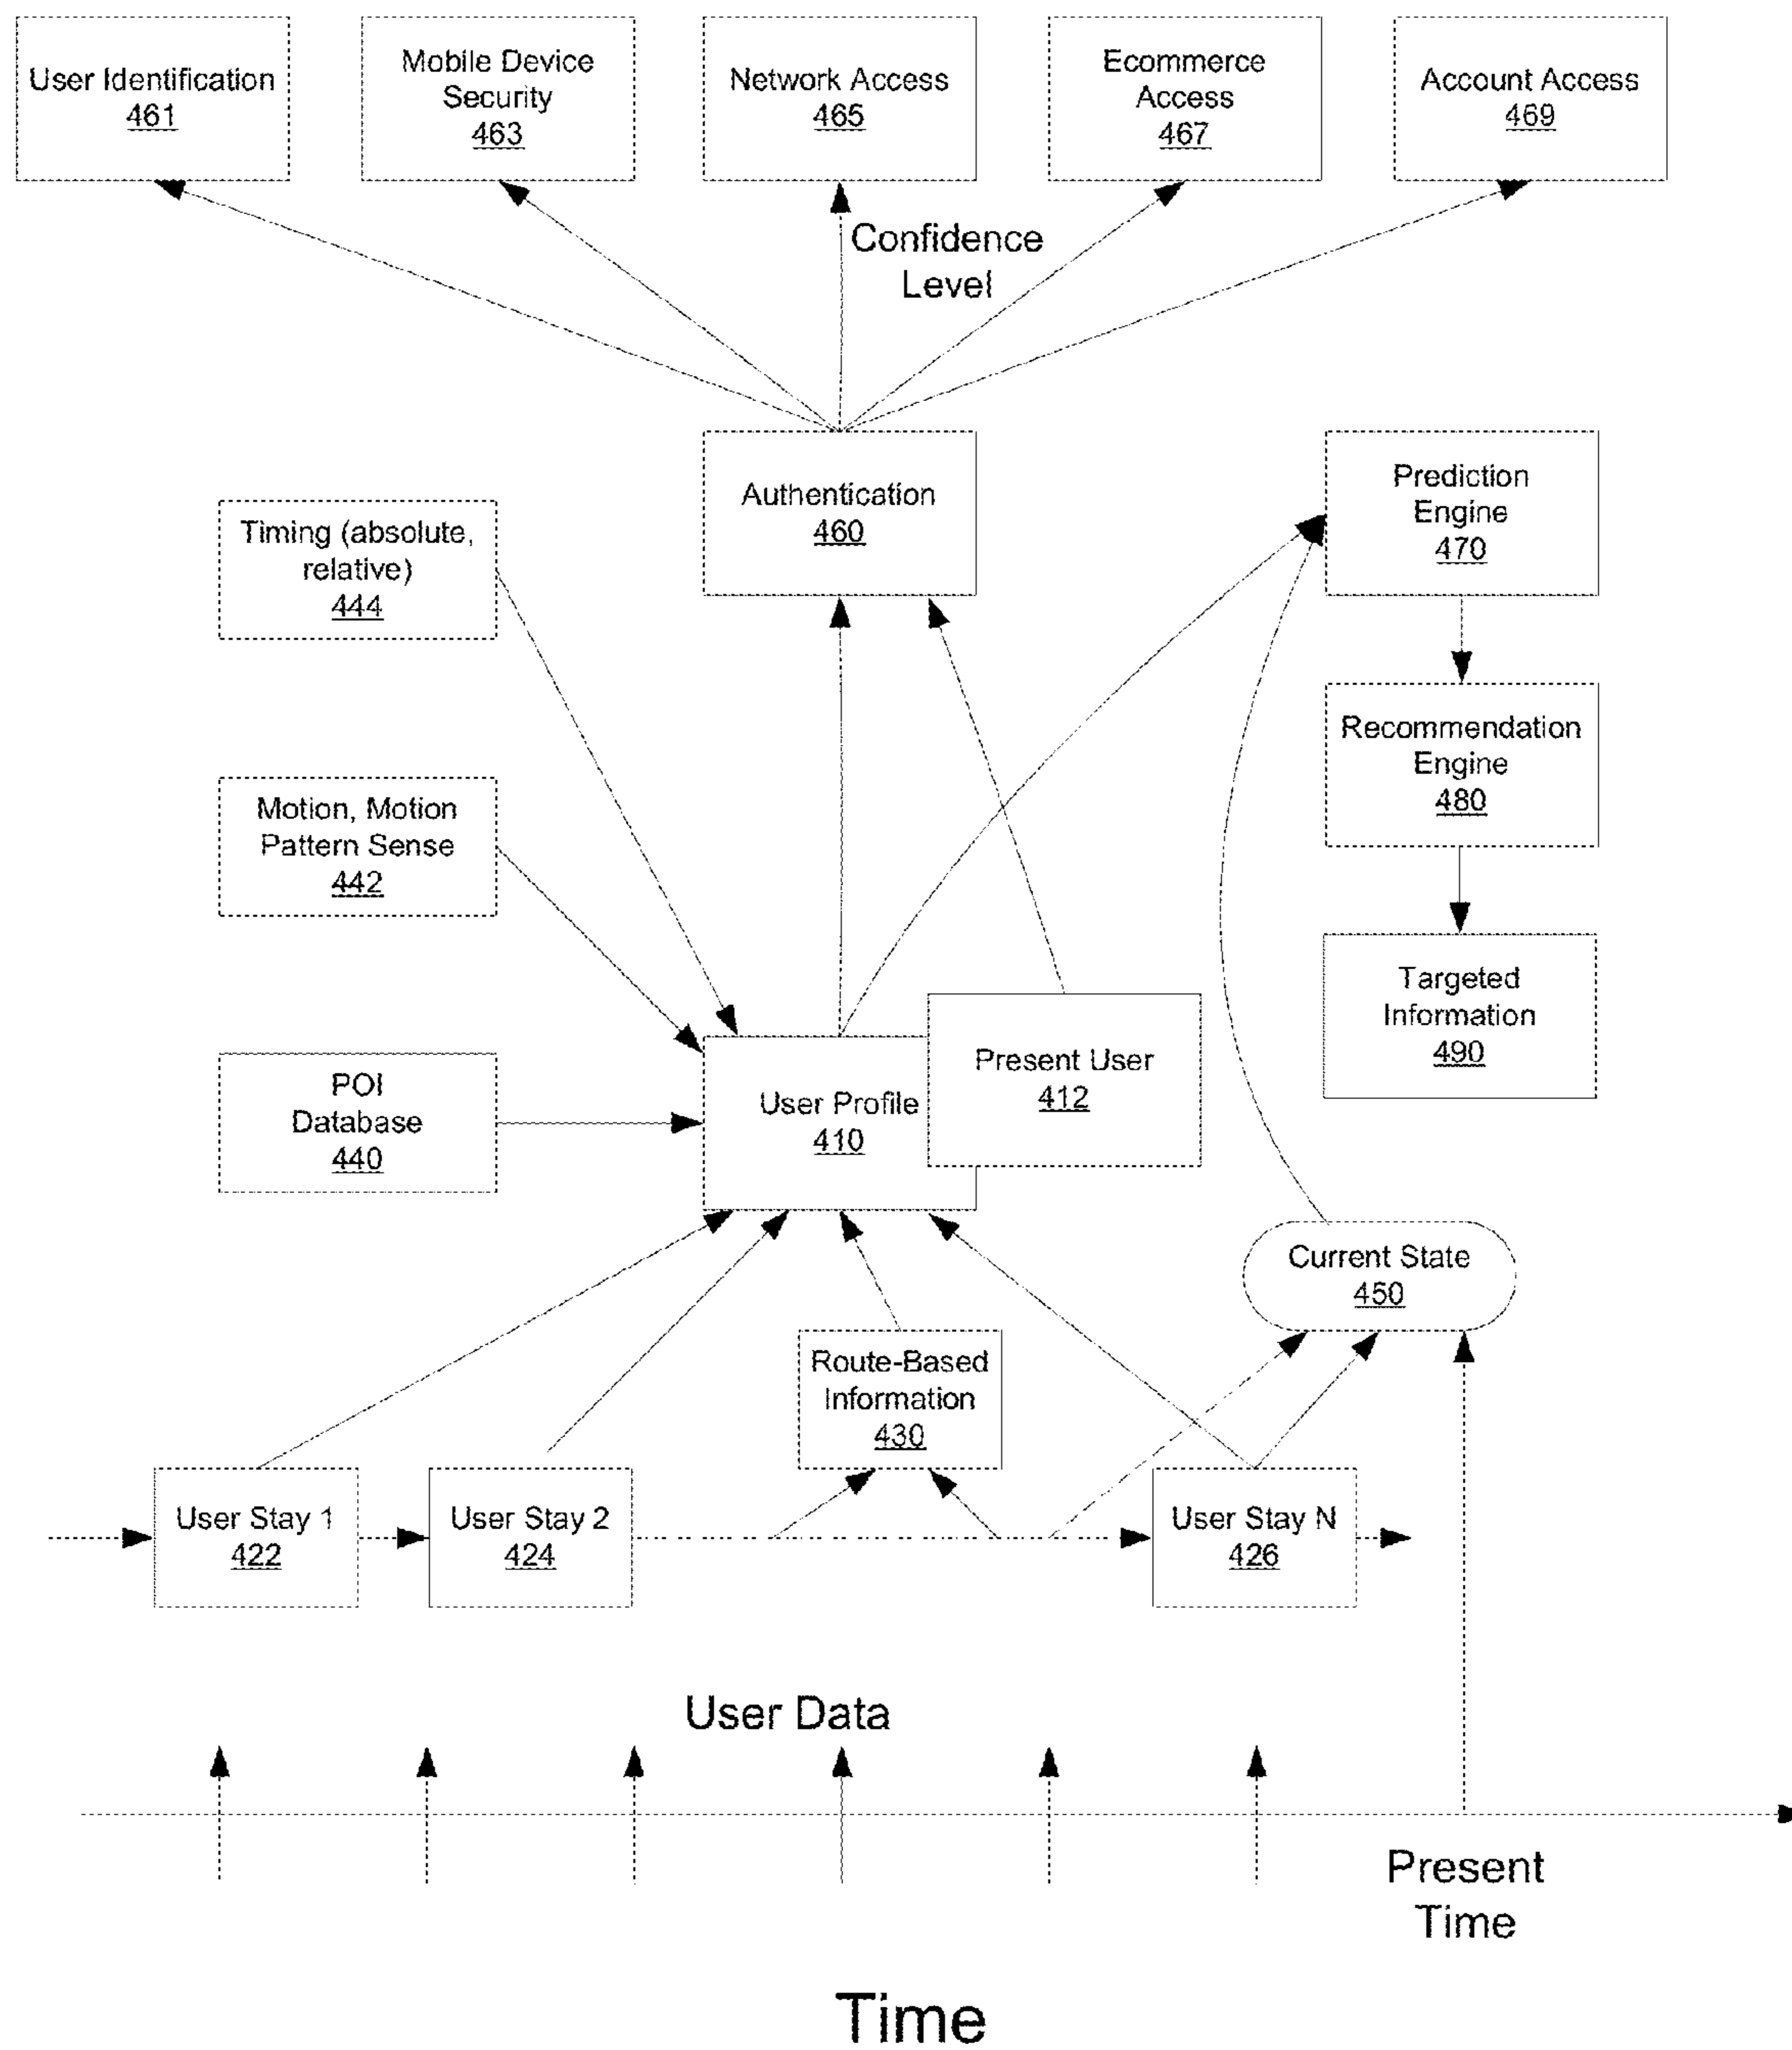 User Identification
461
Mobile Device
Security
463
Network Access
465
Ecommerce
Access
467
Account Access
469
Confidence
Level
Authentication
460
Prediction
Engine
470
Timing (absolute,
relative)
444
Recommendation
Engine
480
Motion, Motion
Pattern Sense
442
Targeted
Information
490
POI
Database
440
User Profile
410
Present User
412
Current State
450
Route-Based
Information
430
User Stay 1
422
User Stay 2
424
User Stay N
426
User Data
Present
Time
Time